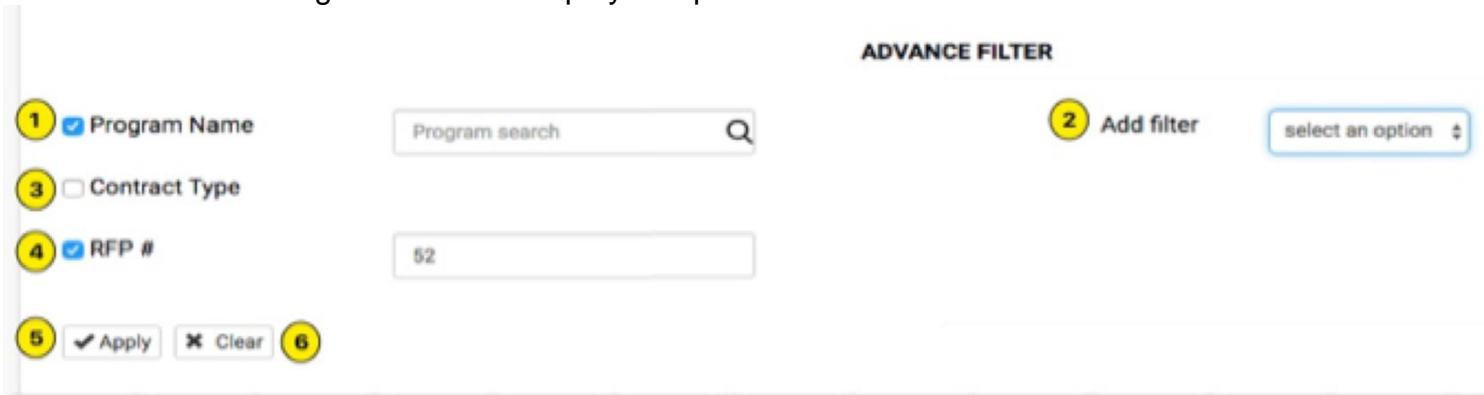 ADVANCE FILTER
1 Program Name Program search 2 Add filter select an option
3 Contract Type
4 RFP # 52
5 Apply Clear 6